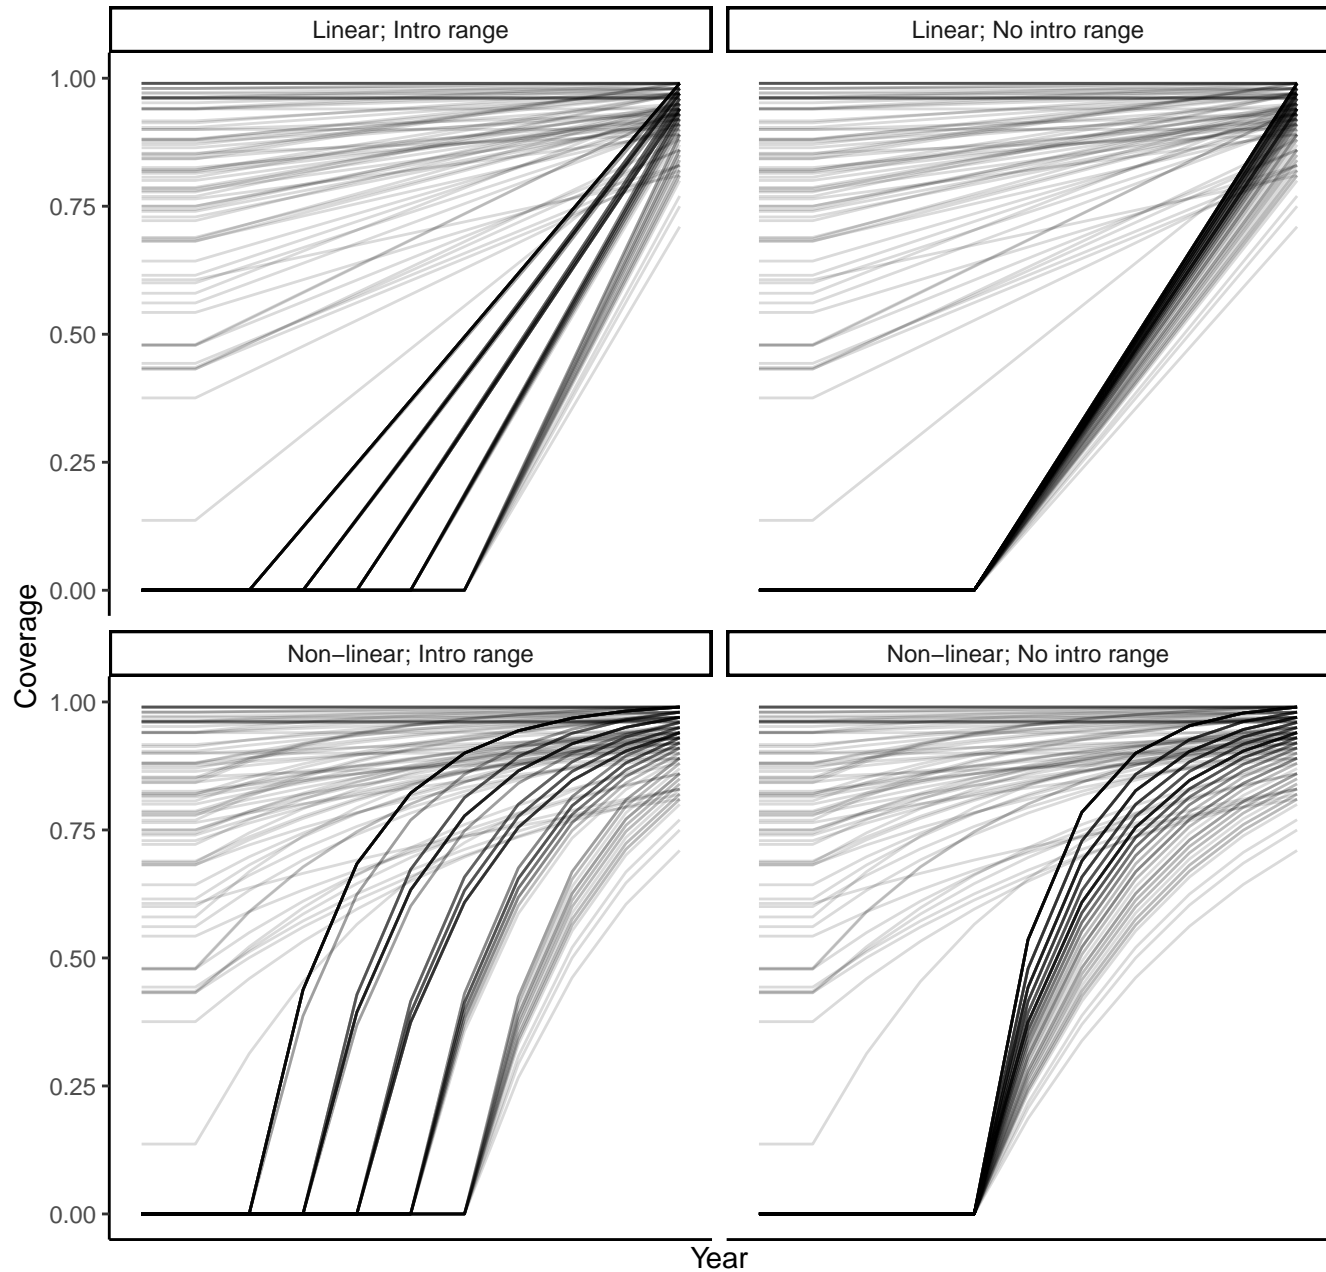 Linear; Intro range
Linear; No intro range
1.00
0.75
0.50
0.25
0.00
Coverage
Non−linear; Intro range
Non−linear; No intro range
1.00
0.75
0.50
0.25
0.00
Year